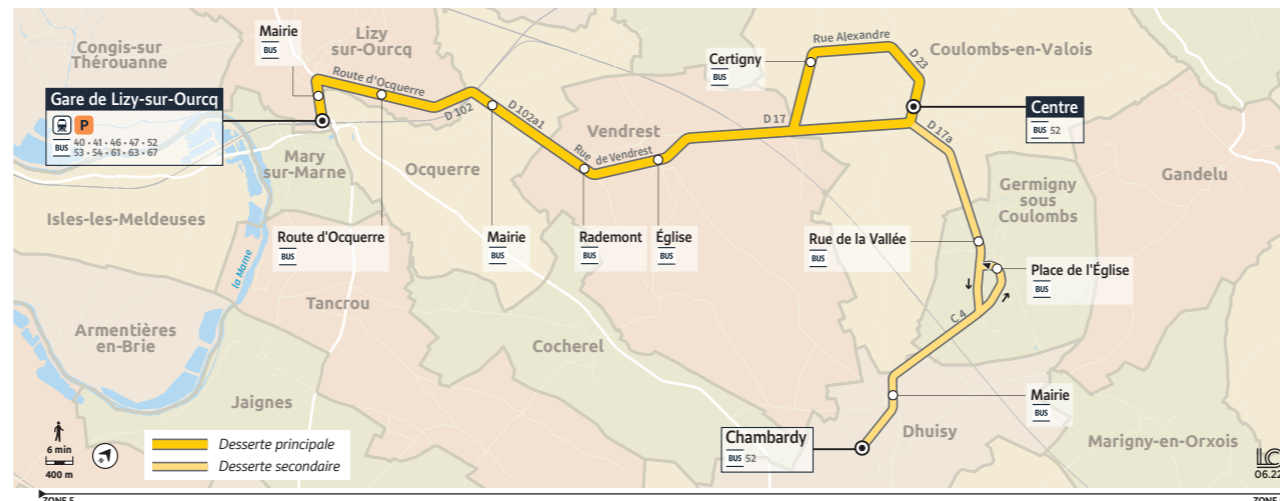 Congis-sur
Thérouanne
Mairie
BUS
Lizy
sur-Ourcq
Route d'Ocquerre
D 102
D 102a1
Gare de Lizy-sur-Ourcq
P
BUS 40 • 41 • 46 • 47 • 52
53 • 54 • 61 • 63 • 67
Mary
sur-Marne
Ocquerre
Isles-les-Meldeuses
la Marne
Route d'Ocquerre
BUS
Mairie
BUS
Rue de Vendrest
Vendrest
Rademont
BUS
Église
BUS
Certigny
BUS
Rue Alexandre
D 23
Coulombs-en-Valois
D 17
Centre
BUS 52
D 17a
Germigny
sous
Coulombs
Gandelu
Rue de la Vallée
BUS
Place de l'Église
BUS
C 4
Tancrou
Armentières
en-Brie
Cocherel
Jaignes
Mairie
BUS
Dhuisy
Chambardy
BUS 52
Marigny-en-Orxois
6 min
400 m
Desserte principale
Desserte secondaire
LC
06.22
ZONE 5